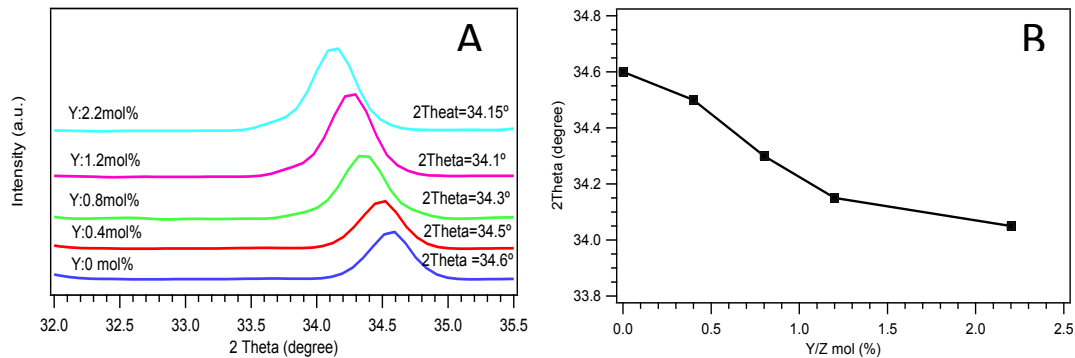 A
Intensity (a.u.)
Y:2.2mol%
2Theat=34.15º
Y:1.2mol%
2Theta=34.1º
Y:0.8mol%
2Theta=34.3º
Y:0.4mol%
2Theta=34.5º
Y:0 mol%
2Theta =34.6º
32.0 32.5 33.0 33.5 34.0 34.5 35.0 35.5
2 Theta (degree)
B
34.8
34.6
34.4
34.2
34.0
33.8
2Theta (degree)
0.0 0.5 1.0 1.5 2.0 2.5
Y/Z mol (%)